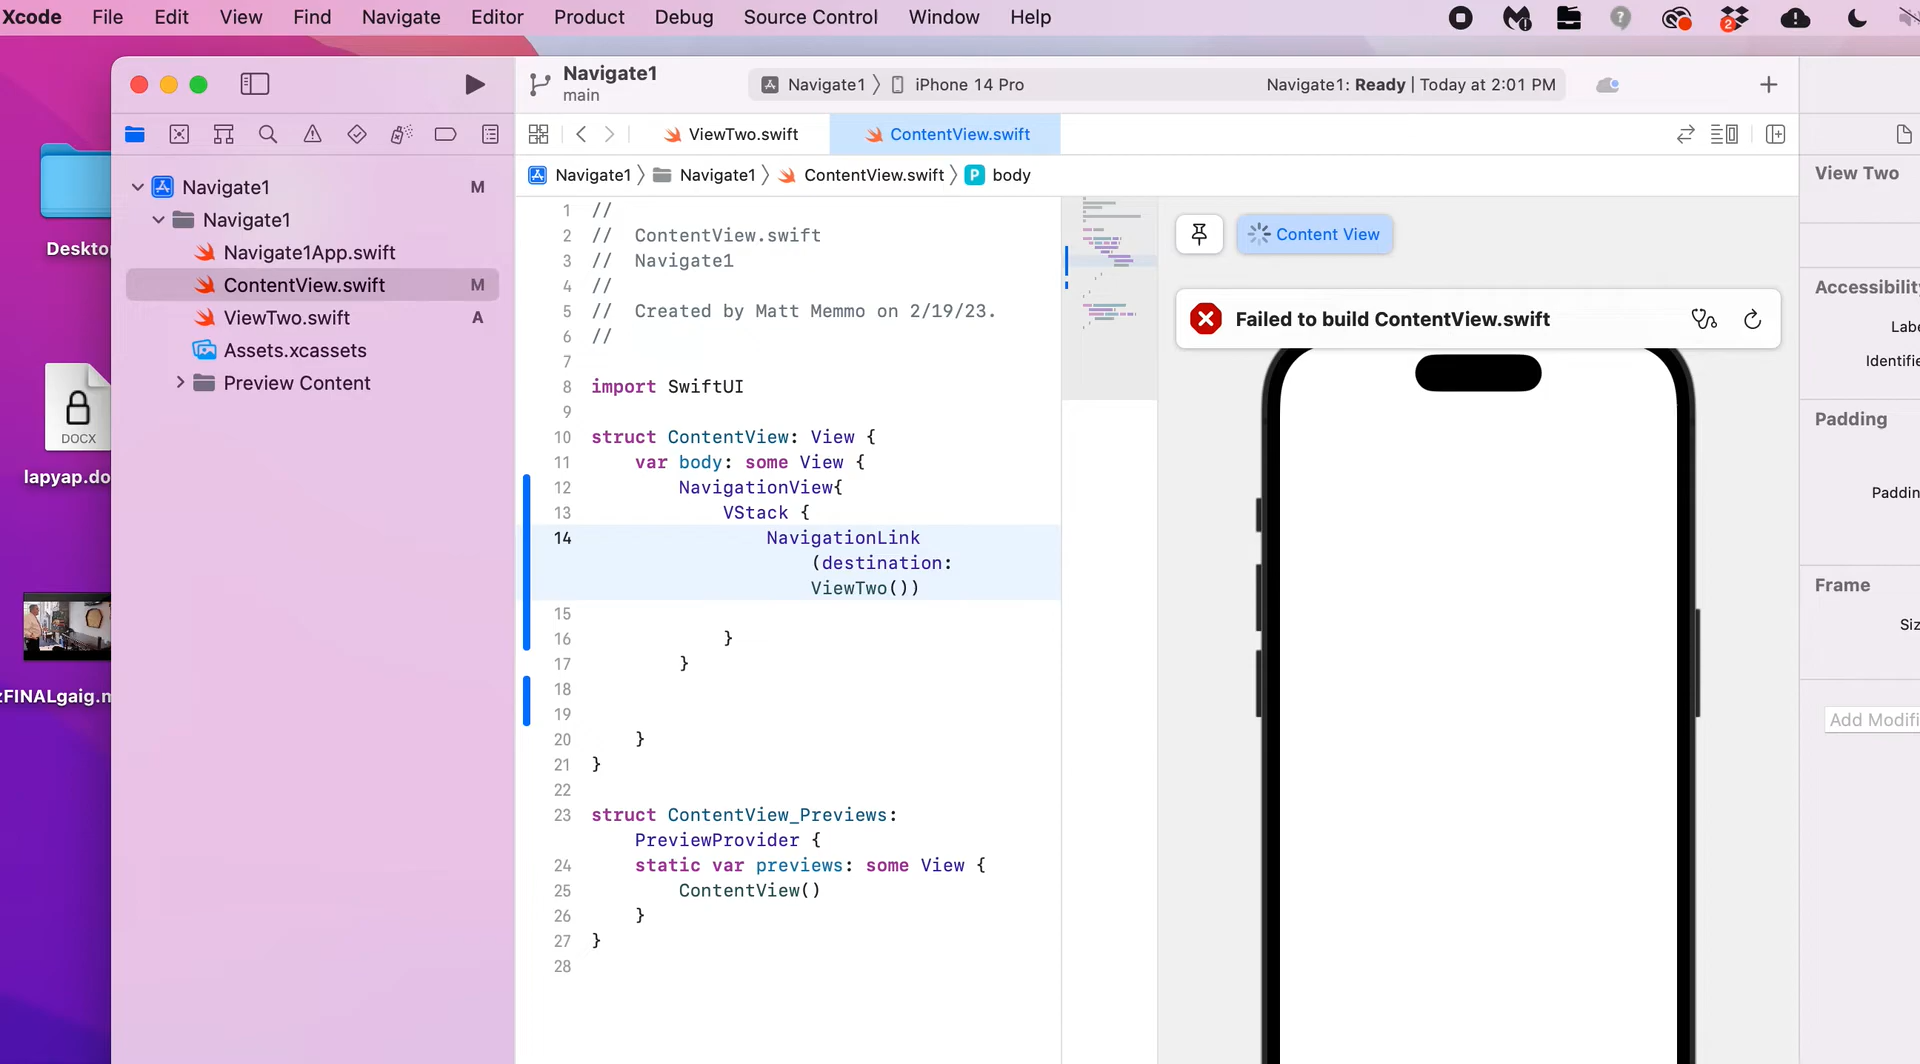 Xcode File Edit View Find Navigate Editor Product Debug Source Control Window Help
2
Navigate1
main
Navigate1 iPhone 14 Pro
Navigate1: Ready | Today at 2:01 PM
ViewTwo.swift
ContentView.swift
Navigate1 Navigate1 ContentView.swift P body
Navigate1 M
Navigate1
Navigate1App.swift
ContentView.swift M
ViewTwo.swift A
Assets.xcassets
Preview Content
Deskto
DOCX
lapyap.do
zFINALgaig.m
1 //
2 //  ContentView.swift
3 //  Navigate1
4 //
5 //  Created by Matt Memmo on 2/19/23.
6 //
7
8 import SwiftUI
9
10 struct ContentView: View {
11 var body: some View {
12 NavigationView{
13 VStack {
14 NavigationLink
(destination:
ViewTwo())
15
16 }
17 }
18
19
20 }
21 }
22
23 struct ContentView_Previews:
PreviewProvider {
24 static var previews: some View {
25 ContentView()
26 }
27 }
28
Content View
Failed to build ContentView.swift
View Two
Accessibility
Labe
Identifie
Padding
Paddin
Frame
Siz
Add Modifi